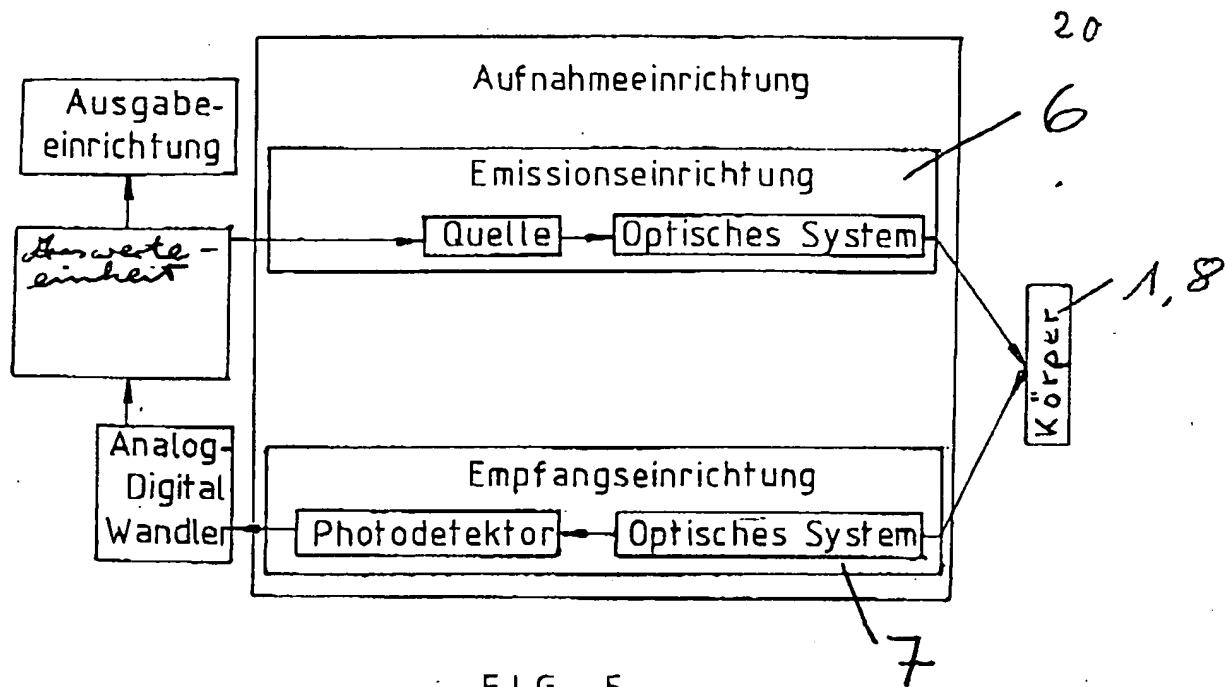 20
Aufnahmeeinrichtung
6
Ausgabe-
einrichtung
Emissionseinrichtung
Quelle
Optisches System
Auswerte-
einheit
1, 8
Körper
Analog-
Digital
Wandler
Empfangseinrichtung
Photodetektor
Optisches System
7
FIG. 5